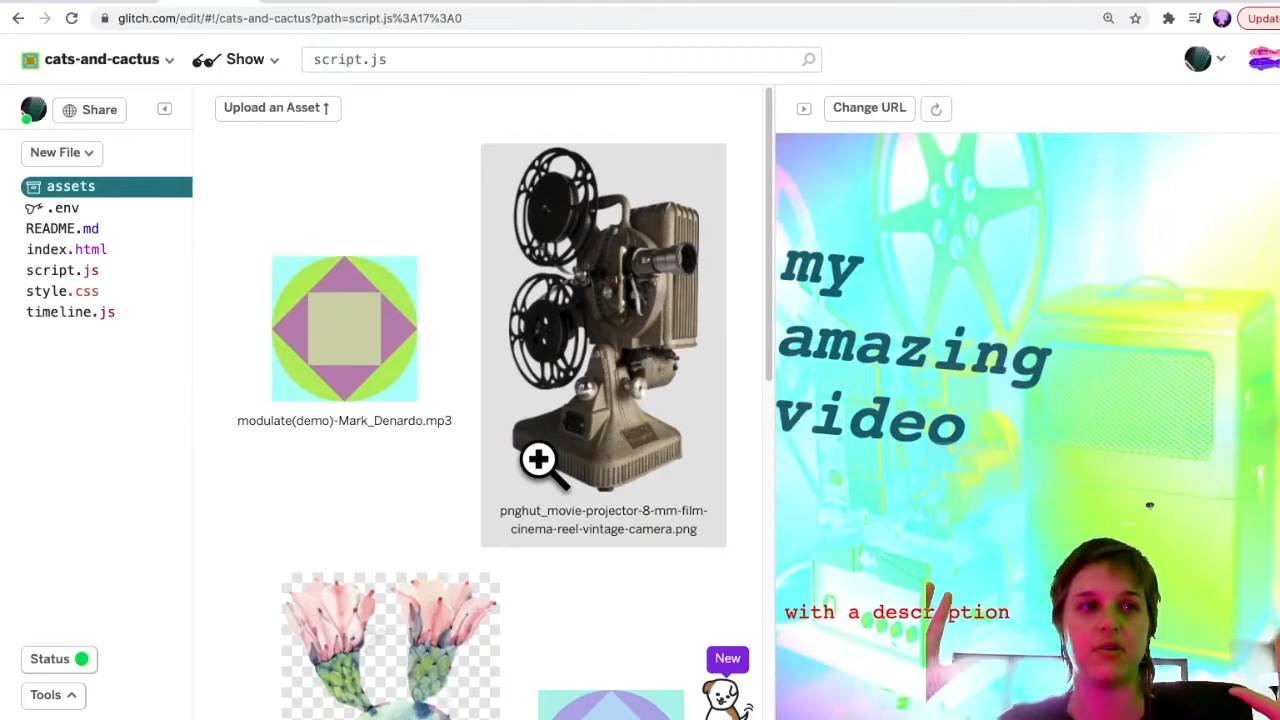 glitch.com/edit/#!/cats-and-cactus?path=script.js%3A17%3A0
Updat
cats-and-cactus
Show
script.js
Share
Upload an Asset
Change URL
New File
assets
.env
README.md
index.html
script.js
style.css
timeline.js
modulate(demo)-Mark_Denardo.mp3
pnghut_movie-projector-8-mm-film-
cinema-reel-vintage-camera.png
my
amazing
video
with a description
Status
New
Tools